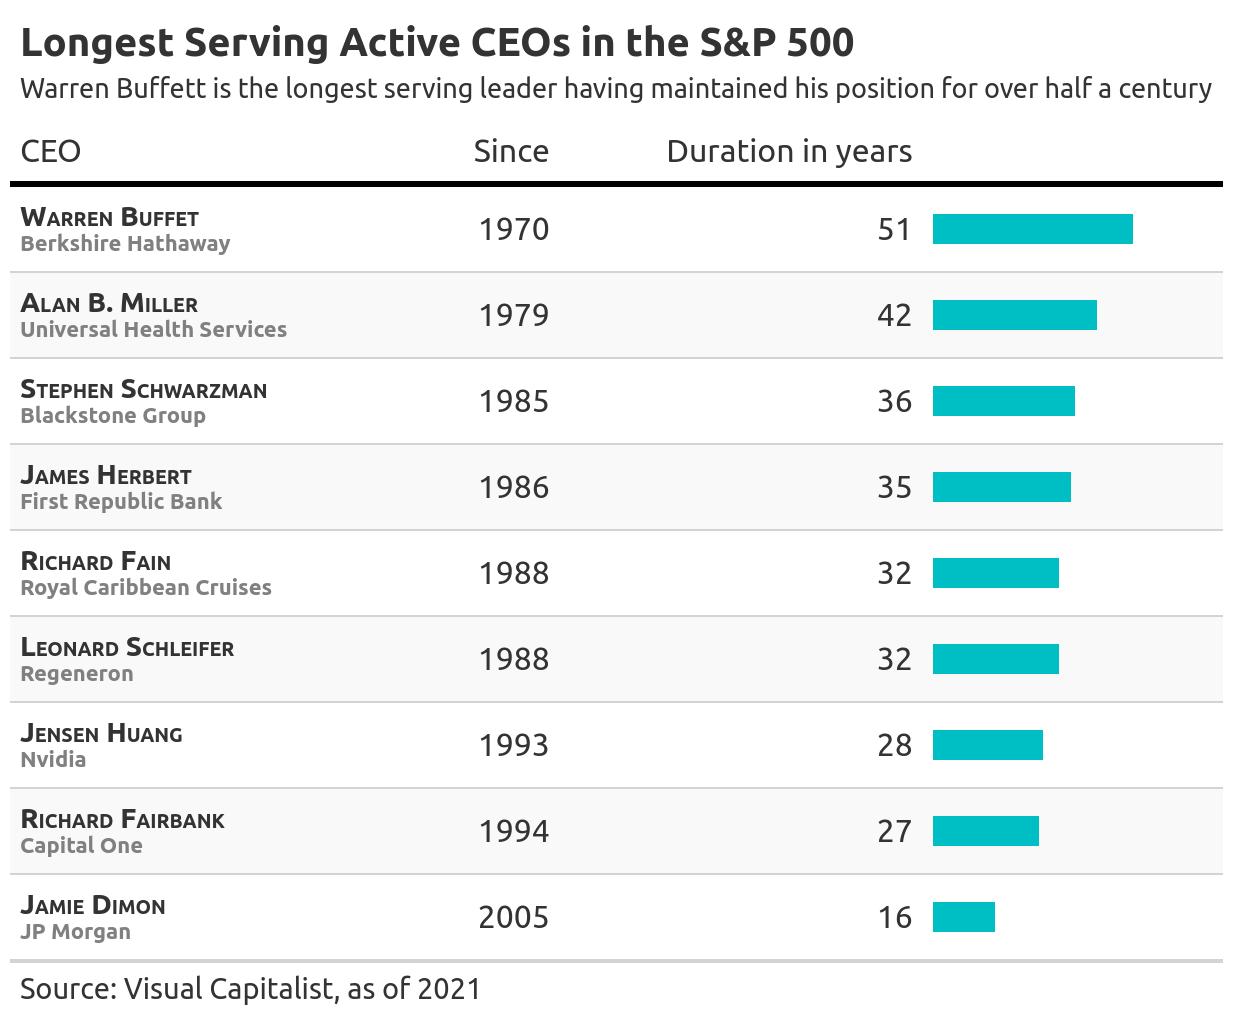 Longest Serving Active CEOs in the S&P 500
Warren Buffett is the longest serving leader having maintained his position for over half a century
CEO Since Duration in years
WARREN BUFFET
Berkshire Hathaway
1970 51
ALAN B. MILLER
Universal Health Services
1979 42
STEPHEN SCHWARZMAN
Blackstone Group
1985 36
JAMES HERBERT
First Republic Bank
1986 35
RICHARD FAIN
Royal Caribbean Cruises
1988 32
LEONARD SCHLEIFER
Regeneron
1988 32
JENSEN HUANG
Nvidia
1993 28
RICHARD FAIRBANK
Capital One
1994 27
JAMIE DIMON
JP Morgan
2005 16
Source: Visual Capitalist, as of 2021